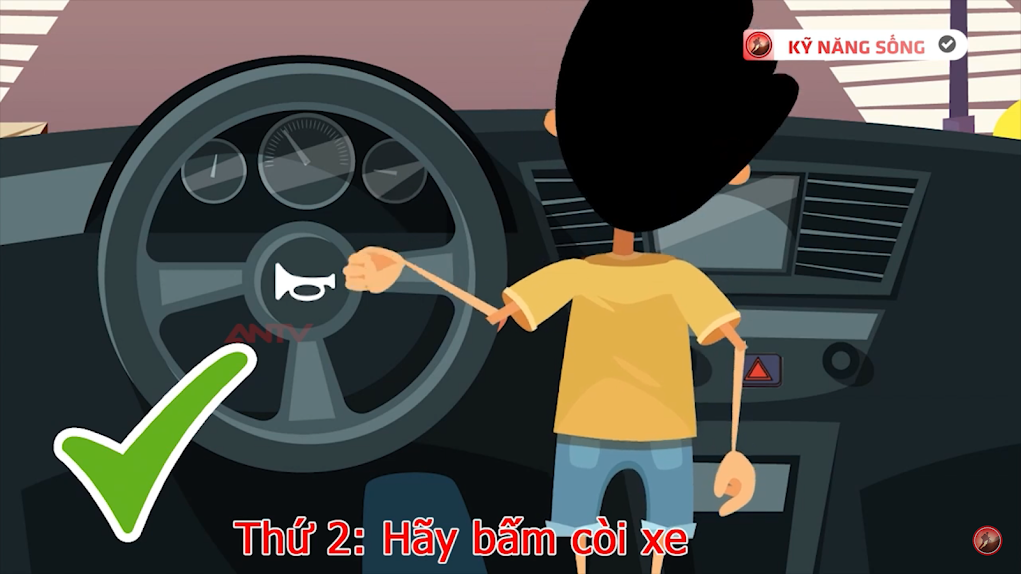 KỸ NĂNG SỐNG
ANTV
Thứ 2: Hãy bấm còi xe